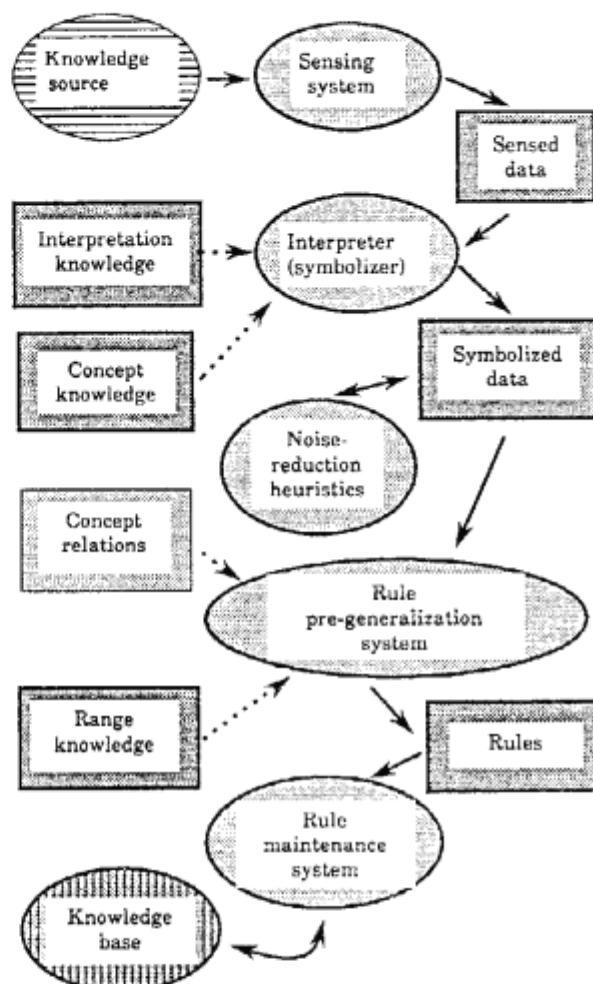 Knowledge
source
Sensing
system
Sensed
data
Interpretation
knowledge
Interpreter
(symbolizer)
Concept
knowledge
Symbolized
data
Noise-
reduction
heuristics
Concept
relations
Rule
pre-generalization
system
Range
knowledge
Rules
Rule
maintenance
system
Knowledge
base